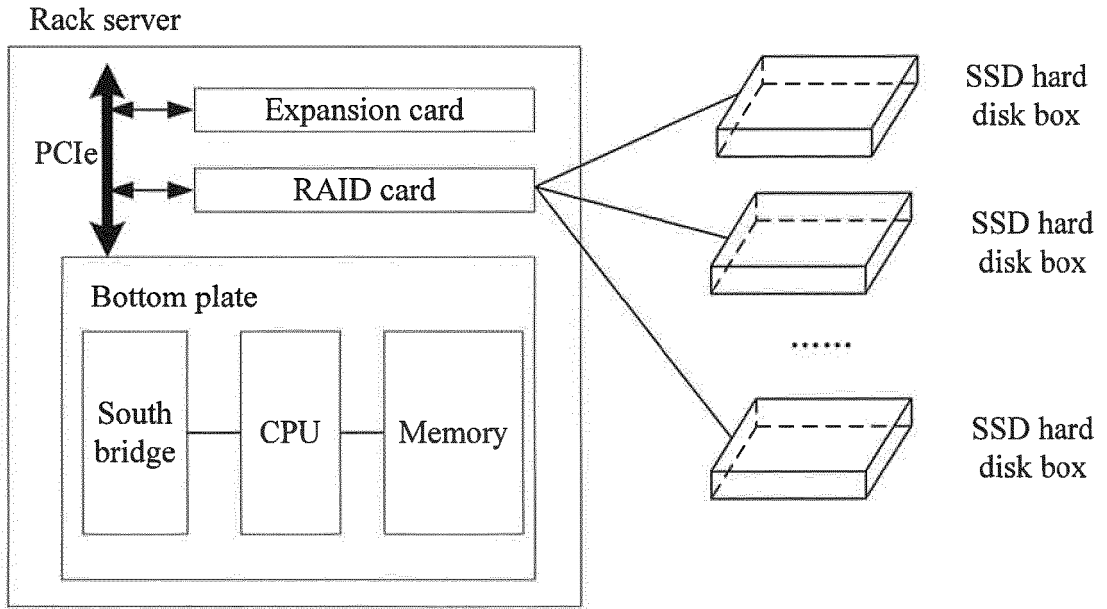 Rack server
Expansion card
PCIe
RAID card
Bottom plate
South
bridge
CPU
Memory
SSD hard
disk box
SSD hard
disk box
......
SSD hard
disk box